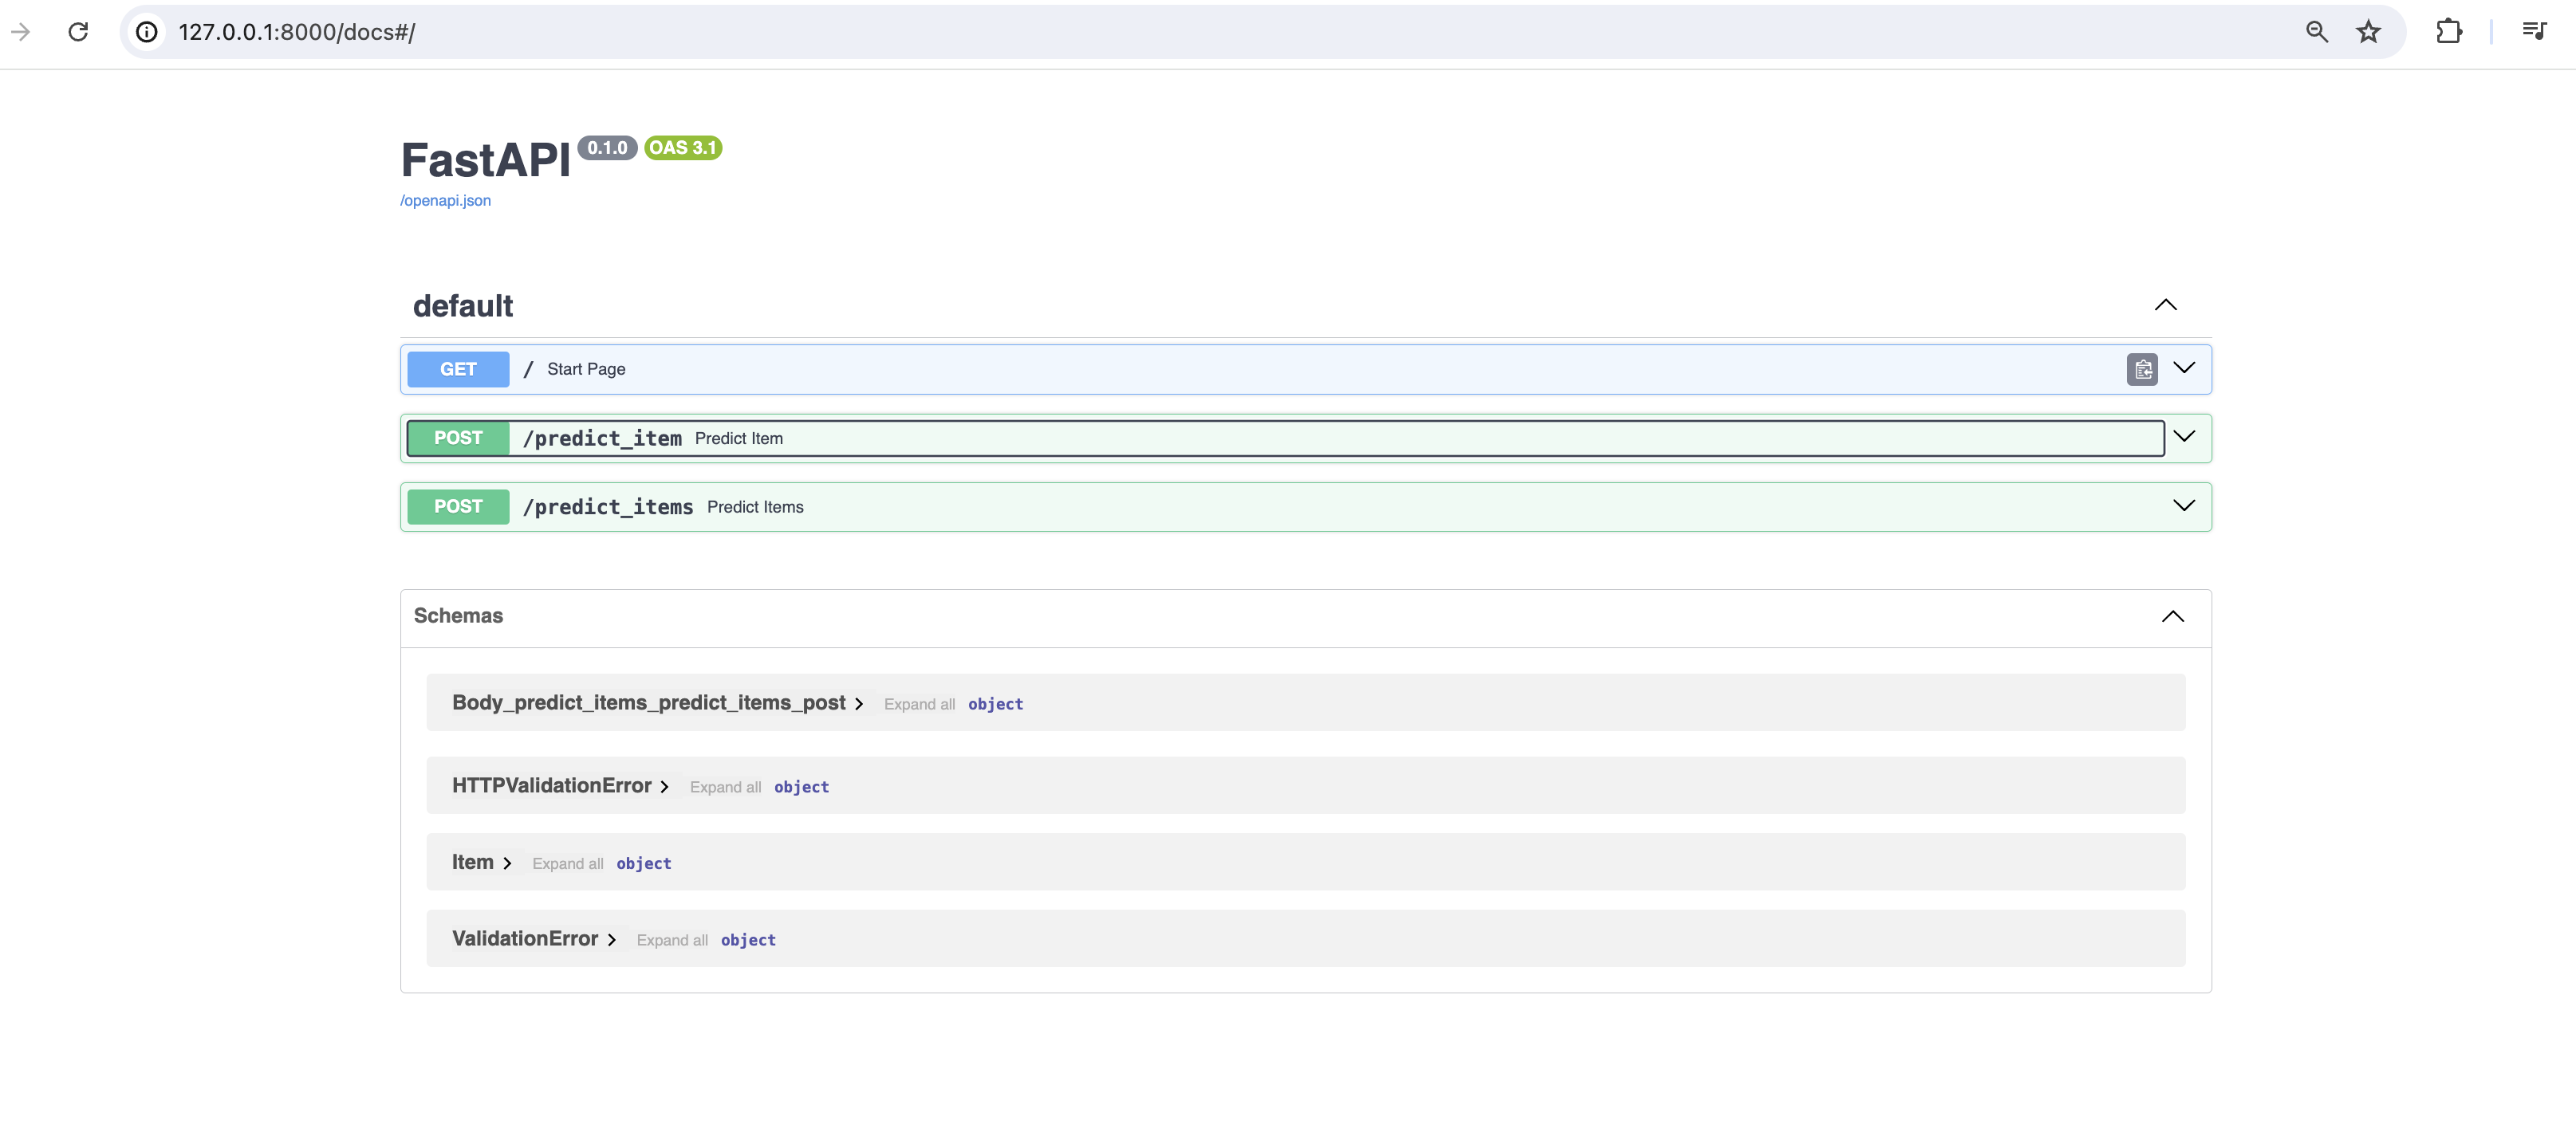 127.0.0.1:8000/docs#/
FastAPI 0.1.0 OAS 3.1
/openapi.json
default
GET / Start Page
POST /predict_item Predict Item
POST /predict_items Predict Items
Schemas
Body_predict_items_predict_items_post Expand all object
HTTPValidationError Expand all object
Item Expand all object
ValidationError Expand all object